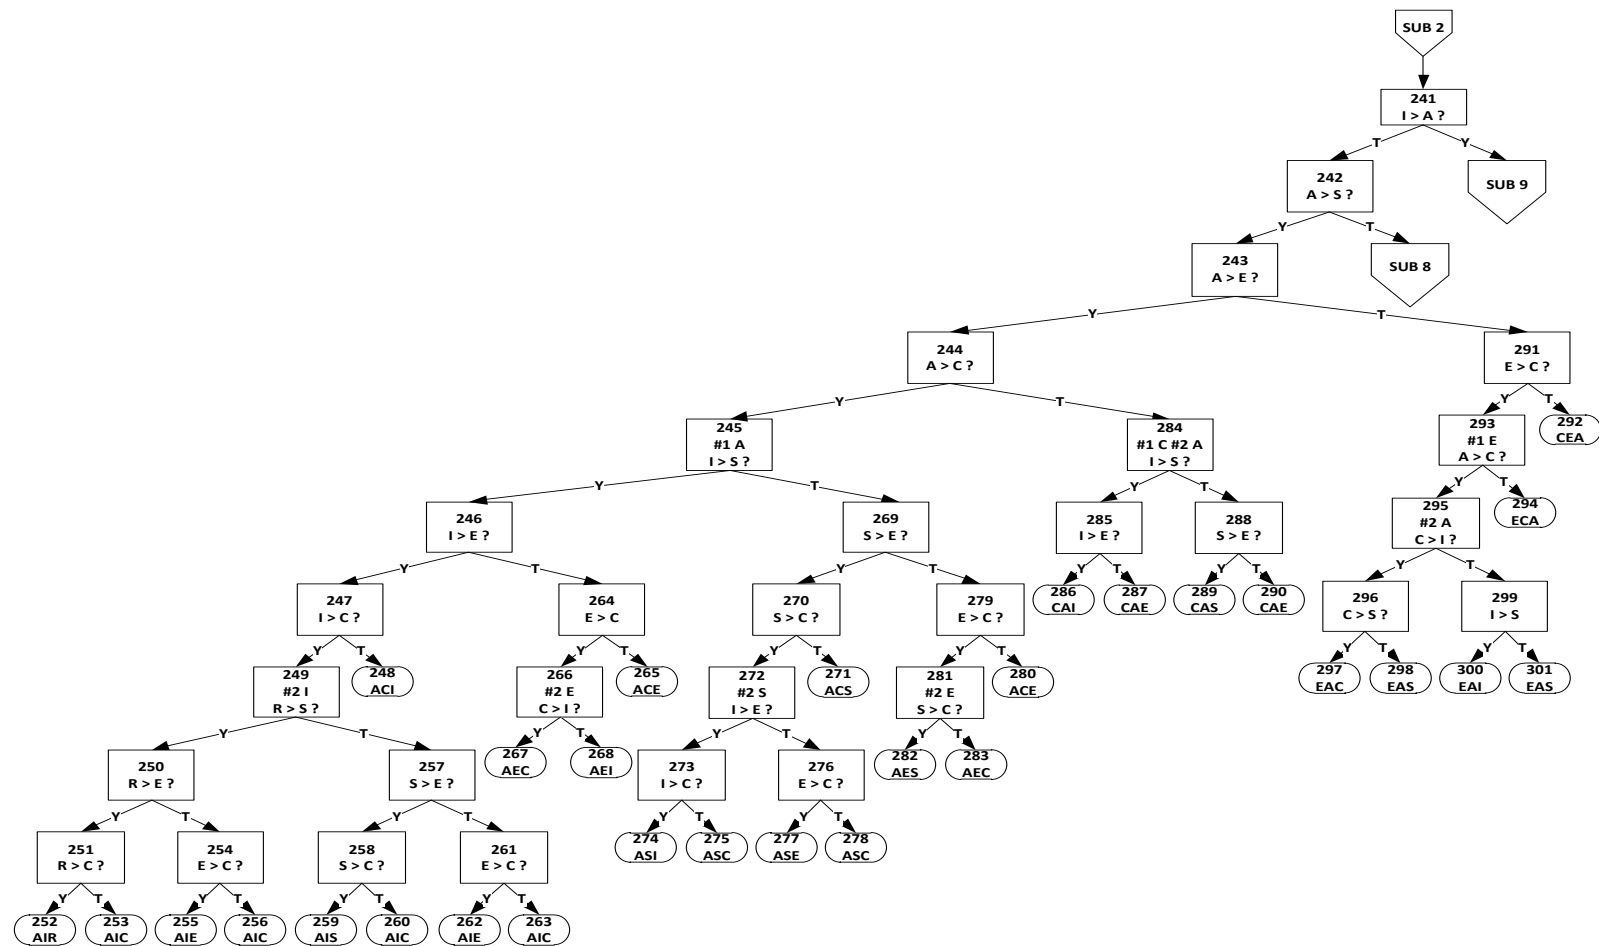 SUB 2
241
I > A ?
T
Y
242
A > S ?
SUB 9
Y
T
243
A > E ?
SUB 8
Y
T
244
A > C ?
291
E > C ?
Y
T
Y
T
245
#1 A
I > S ?
284
#1 C #2 A
I > S ?
293
#1 E
A > C ?
292
CEA
Y
T
Y
T
Y
T
246
I > E ?
269
S > E ?
285
I > E ?
288
S > E ?
295
#2 A
C > I ?
294
ECA
Y
T
Y
T
Y
T
Y
T
Y
T
247
I > C ?
264
E > C
270
S > C ?
279
E > C ?
286
CAI
287
CAE
289
CAS
290
CAE
296
C > S ?
299
I > S
Y
T
Y
T
Y
T
Y
T
Y
T
Y
T
249
#2 I
R > S ?
248
ACI
266
#2 E
C > I ?
265
ACE
272
#2 S
I > E ?
271
ACS
281
#2 E
S > C ?
280
ACE
297
EAC
298
EAS
300
EAI
301
EAS
Y
T
Y
T
Y
T
Y
T
250
R > E ?
257
S > E ?
267
AEC
268
AEI
273
I > C ?
276
E > C ?
282
AES
283
AEC
Y
T
Y
T
Y
T
Y
T
251
R > C ?
254
E > C ?
258
S > C ?
261
E > C ?
274
ASI
275
ASC
277
ASE
278
ASC
Y
T
Y
T
Y
T
Y
T
252
AIR
253
AIC
255
AIE
256
AIC
259
AIS
260
AIC
262
AIE
263
AIC